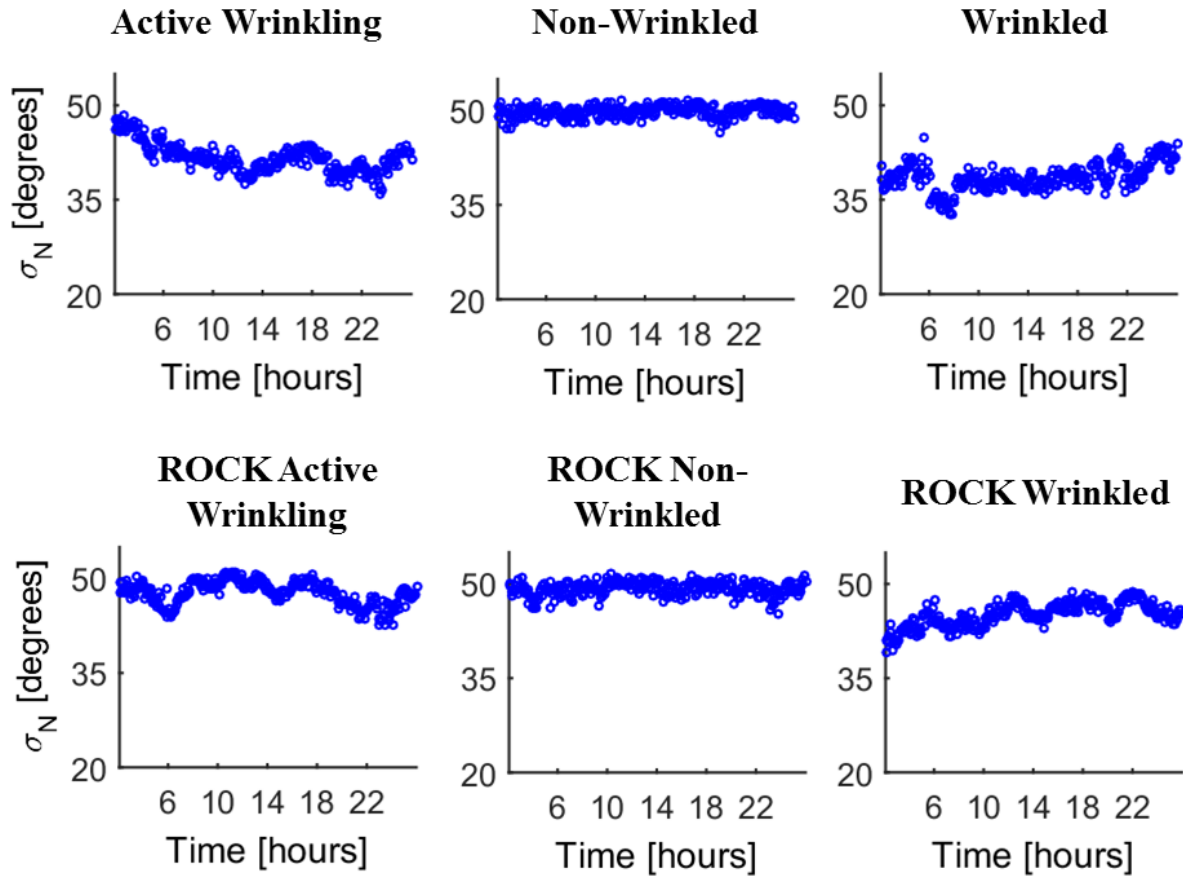 Active Wrinkling
Non-Wrinkled
Wrinkled
σN [degrees]
50
35
20
6 10 14 18 22
Time [hours]
50
35
20
6 10 14 18 22
Time [hours]
50
35
20
6 10 14 18 22
Time [hours]
ROCK Active
Wrinkling
ROCK Non-
Wrinkled
ROCK Wrinkled
σN [degrees]
50
35
20
6 10 14 18 22
Time [hours]
50
35
20
6 10 14 18 22
Time [hours]
50
35
20
6 10 14 18 22
Time [hours]